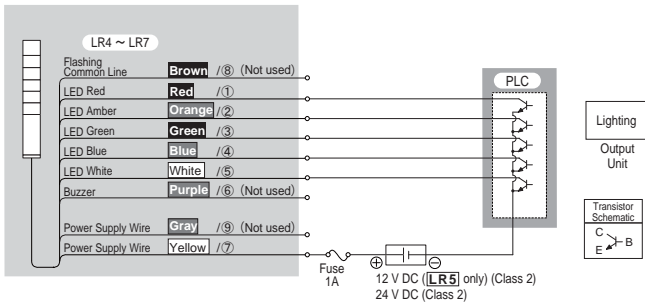 LR4 ～ LR7
Flashing
Common Line Brown /⑧ (Not used)
LED Red Red /①
LED Amber Orange /②
LED Green Green /③
LED Blue Blue /④
LED White White /⑤
Buzzer Purple /⑥ (Not used)
Power Supply Wire Gray /⑨ (Not used)
Power Supply Wire Yellow /⑦
Fuse
1A
⊕ ⊖
12 V DC (LR5 only) (Class 2)
24 V DC (Class 2)
PLC
Lighting
Output
Unit
Transistor
Schematic
C
B
E